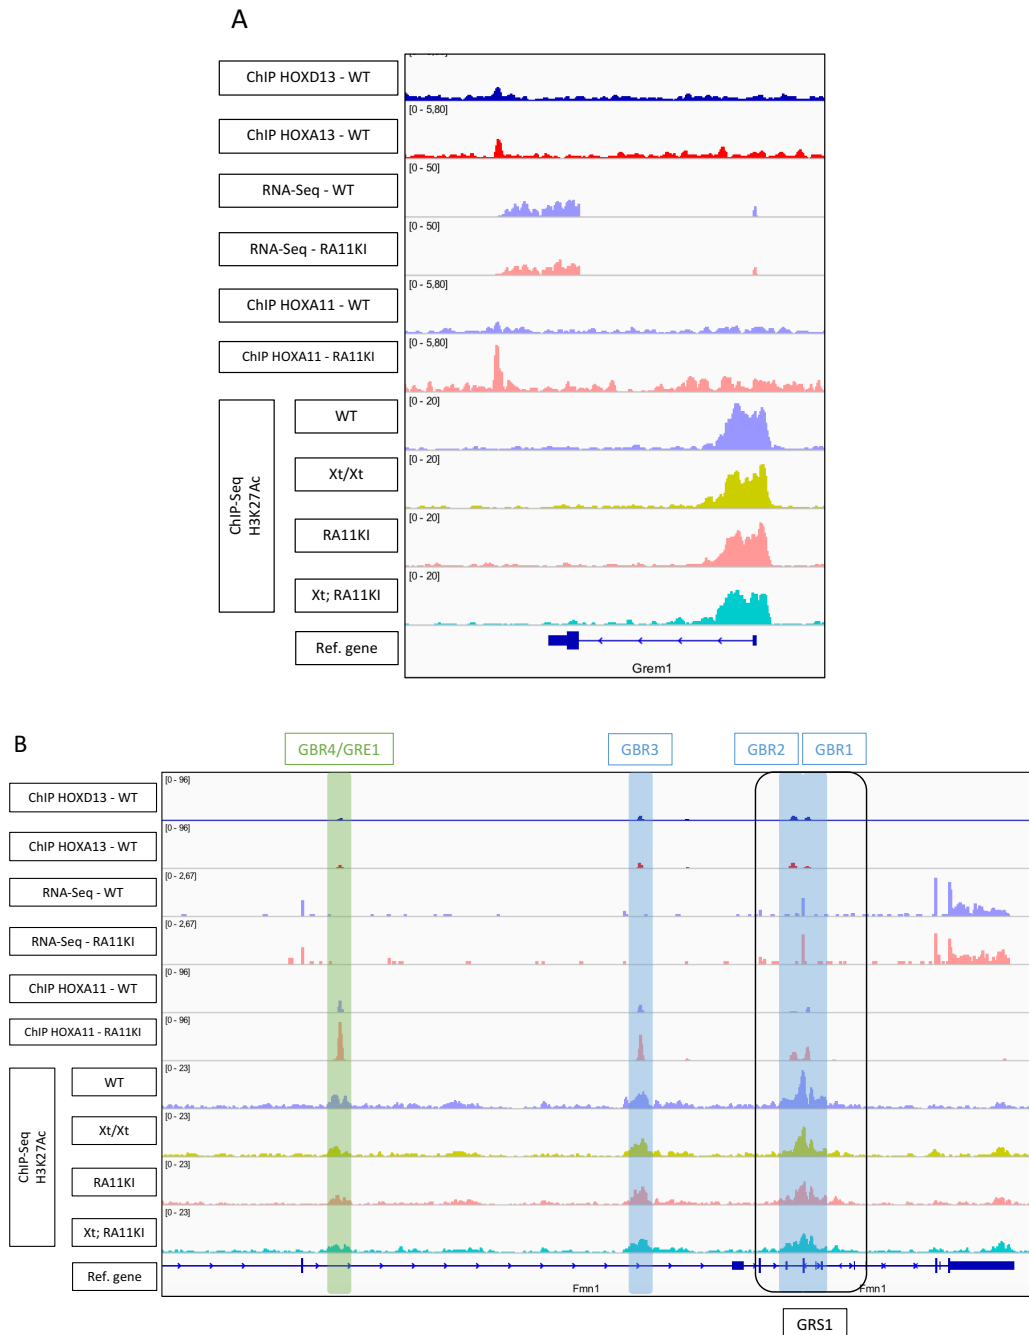 A
ChIP HOXD13 - WT
ChIP HOXA13 - WT
[0 - 5,80]
RNA-Seq - WT
[0 - 50]
RNA-Seq - RA11KI
[0 - 50]
ChIP HOXA11 - WT
[0 - 5,80]
ChIP HOXA11 - RA11KI
[0 - 5,80]
ChIP-Seq
H3K27Ac
WT
[0 - 20]
Xt/Xt
[0 - 20]
RA11KI
[0 - 20]
Xt; RA11KI
[0 - 20]
Ref. gene
Grem1
B
GBR4/GRE1
GBR3
GBR2
GBR1
ChIP HOXD13 - WT
[0 - 96]
ChIP HOXA13 - WT
[0 - 96]
RNA-Seq - WT
[0 - 2,67]
RNA-Seq - RA11KI
[0 - 2,67]
ChIP HOXA11 - WT
[0 - 96]
ChIP HOXA11 - RA11KI
[0 - 96]
ChIP-Seq
H3K27Ac
WT
[0 - 23]
Xt/Xt
[0 - 23]
RA11KI
[0 - 23]
Xt; RA11KI
[0 - 23]
Ref. gene
Fmn1
Fmn1
GRS1